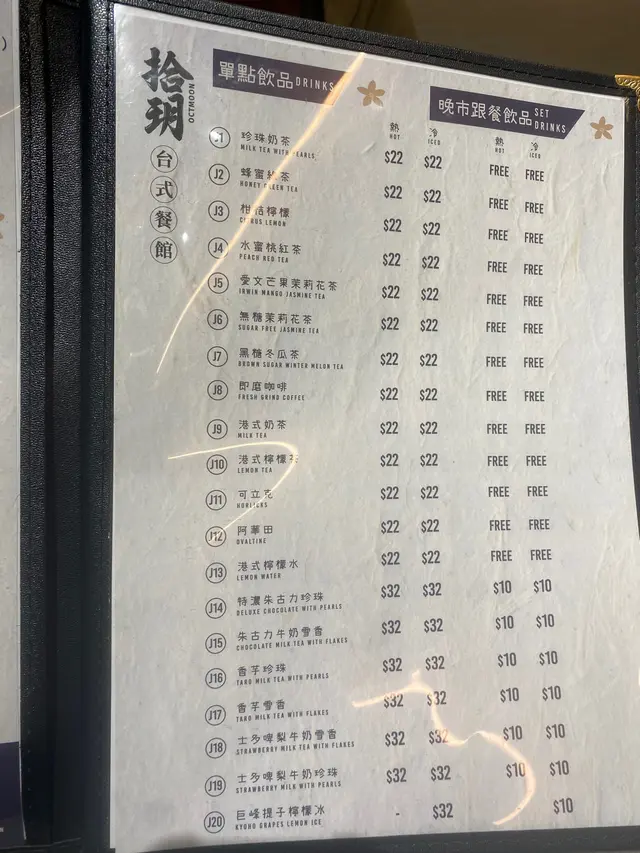 拾玥
OCTMOON
台式餐館
單點飲品 DRINKS
晚市跟餐飲品 SET DRINKS
熱 HOT 冷 ICED 熱 HOT 冷 ICED
J1 珍珠奶茶 $22 $22 FREE FREE
MILK TEA WITH PEARLS
J2 蜂蜜綠茶 $22 $22 FREE FREE
HONEY GREEN TEA
J3 柑桔檸檬 $22 $22 FREE FREE
CITRUS LEMON
J4 水蜜桃紅茶 $22 $22 FREE FREE
PEACH RED TEA
J5 愛文芒果茉莉花茶 $22 $22 FREE FREE
IRWIN MANGO JASMINE TEA
J6 無糖茉莉花茶 $22 $22 FREE FREE
SUGAR FREE JASMINE TEA
J7 黑糖冬瓜茶 $22 $22 FREE FREE
BROWN SUGAR WINTER MELON TEA
J8 即磨咖啡 $22 $22 FREE FREE
FRESH GRIND COFFEE
J9 港式奶茶 $22 $22 FREE FREE
MILK TEA
J10 港式檸檬茶 $22 $22 FREE FREE
LEMON TEA
J11 可立克 $22 $22 FREE FREE
HORLICKS
J12 阿華田 $22 $22 FREE FREE
OVALTINE
J13 港式檸檬水 $22 $22 FREE FREE
LEMON WATER
J14 特濃朱古力珍珠 $32 $32 $10 $10
DELUXE CHOCOLATE WITH PEARLS
J15 朱古力牛奶雪香 $32 $32 $10 $10
CHOCOLATE MILK TEA WITH FLAKES
J16 香芋珍珠 $32 $32 $10 $10
TARO MILK TEA WITH PEARLS
J17 香芋雪香 $32 $32 $10 $10
TARO MILK TEA WITH FLAKES
J18 士多啤梨牛奶雪香 $32 $32 $10 $10
STRAWBERRY MILK TEA WITH FLAKES
J19 士多啤梨牛奶珍珠 $32 $32 $10 $10
STRAWBERRY MILK WITH PEARLS
J20 巨峰提子檸檬冰 - $32 $10
KYOHO GRAPES LEMON ICE